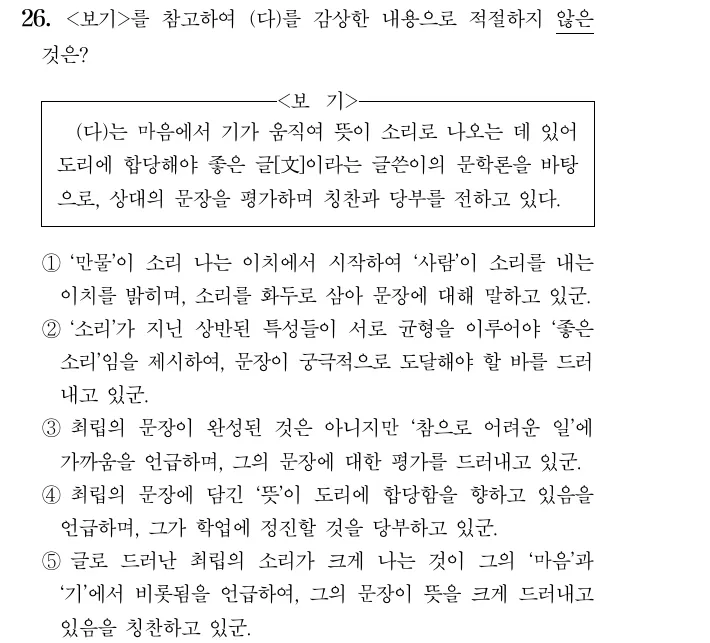 26. <보기>를 참고하여 (다)를 감상한 내용으로 적절하지 않은
것은?
<보 기>
(다)는 마음에서 기가 움직여 뜻이 소리로 나오는 데 있어
도리에 합당해야 좋은 글[文]이라는 글쓴이의 문학론을 바탕
으로, 상대의 문장을 평가하며 칭찬과 당부를 전하고 있다.
① ‘만물’이 소리 나는 이치에서 시작하여 ‘사람’이 소리를 내는
이치를 밝히며, 소리를 화두로 삼아 문장에 대해 말하고 있군.
② ‘소리’가 지닌 상반된 특성들이 서로 균형을 이루어야 ‘좋은
소리’임을 제시하여, 문장이 궁극적으로 도달해야 할 바를 드러
내고 있군.
③ 최립의 문장이 완성된 것은 아니지만 ‘참으로 어려운 일’에
가까움을 언급하며, 그의 문장에 대한 평가를 드러내고 있군.
④ 최립의 문장에 담긴 ‘뜻’이 도리에 합당함을 향하고 있음을
언급하며, 그가 학업에 정진할 것을 당부하고 있군.
⑤ 글로 드러난 최립의 소리가 크게 나는 것이 그의 ‘마음’과
‘기’에서 비롯됨을 언급하여, 그의 문장이 뜻을 크게 드러내고
있음을 칭찬하고 있군.